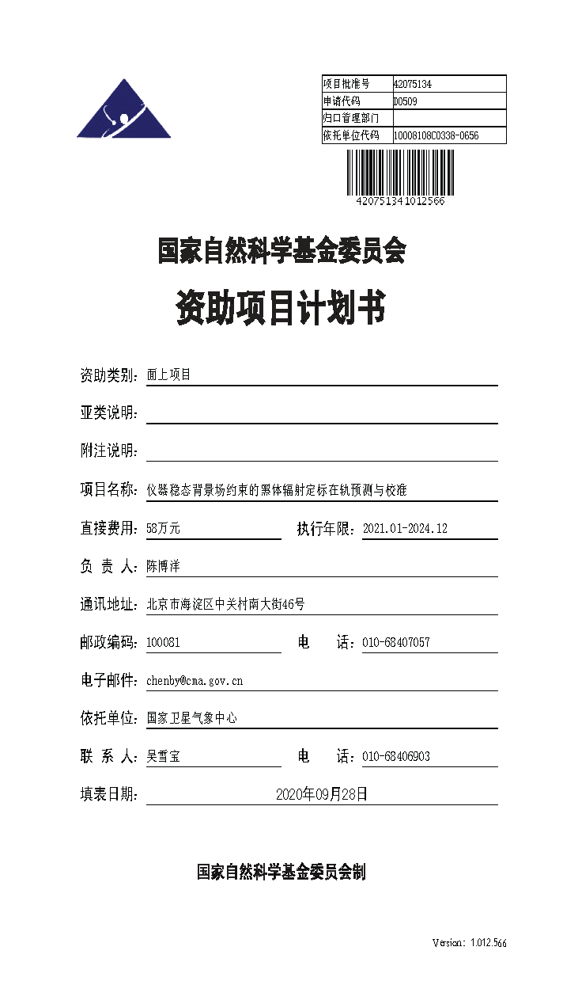 项目批准号 42075134
申请代码 D0509
归口管理部门
依托单位代码 10008108C0338-0656
420751341012566
国家自然科学基金委员会
资助项目计划书
资助类别: 面上项目
亚类说明:
附注说明:
项目名称: 仪器稳态背景场约束的黑体辐射定标在轨预测与校准
直接费用: 58万元 执行年限: 2021.01-2024.12
负 责 人: 陈博洋
通讯地址: 北京市海淀区中关村南大街46号
邮政编码: 100081 电 话: 010-68407057
电子邮件: chenby@cma.gov.cn
依托单位: 国家卫星气象中心
联 系 人: 吴雪宝 电 话: 010-68406903
填表日期: 2020年09月28日
国家自然科学基金委员会制
Version: 1.012.566